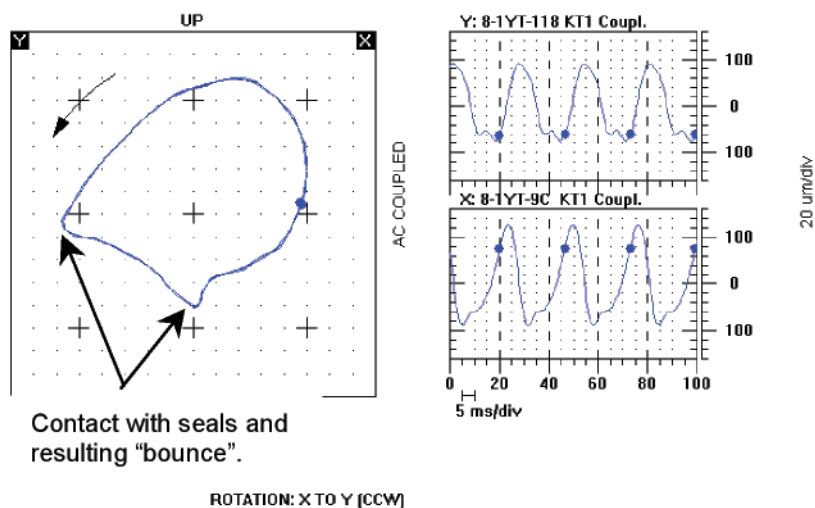 UP
Y
X
AC COUPLED
Contact with seals and
resulting “bounce”.
ROTATION: X TO Y (CCW)
Y: 8-1YT-118 KT1 Coupl.
100
0
100
X: 8-1YT-9C KT1 Coupl.
100
0
100
0 20 40 60 80 100
5 ms/div
20 um/div